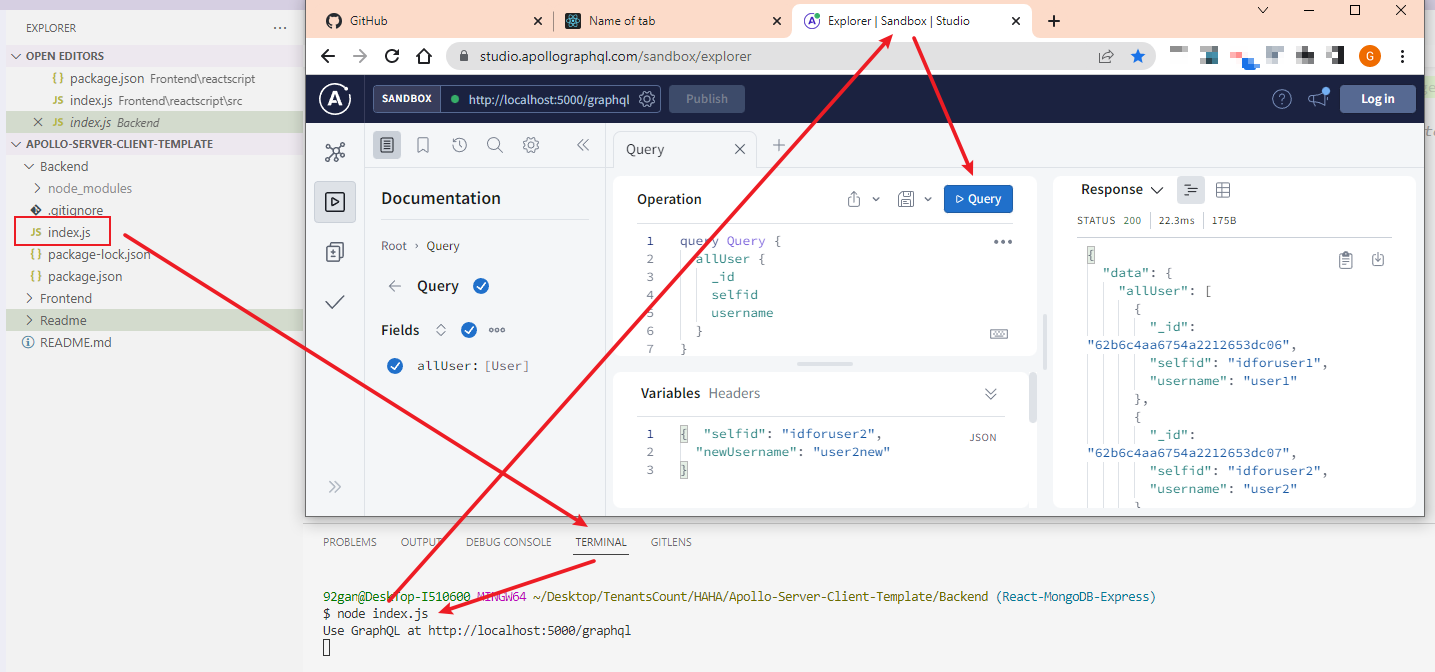 EXPLORER
OPEN EDITORS
{} package.json Frontend\reactscript
JS index.js Frontend\reactscript\src
JS index.js Backend
APOLLO-SERVER-CLIENT-TEMPLATE
Backend
node_modules
.gitignore
JS index.js
{} package-lock.json
{} package.json
Frontend
Readme
README.md
GitHub
Name of tab
Explorer | Sandbox | Studio
studio.apollographql.com/sandbox/explorer
G
A
SANDBOX
http://localhost:5000/graphql
Publish
Log in
Documentation
Root › Query
Query
Fields
allUser: [User]
Query
Operation
Query
1 query Query {
2 allUser {
3 _id
4 selfid
5 username
6 }
7 }
Variables Headers
JSON
1 { "selfid": "idforuser2",
2 "newUsername": "user2new"
3 }
Response
STATUS 200 22.3ms 175B
{
"data": {
"allUser": [
{
"_id":
"62b6c4aa6754a2212653dc06",
"selfid": "idforuser1",
"username": "user1"
},
{
"_id":
"62b6c4aa6754a2212653dc07",
"selfid": "idforuser2",
"username": "user2"
}
PROBLEMS OUTPUT DEBUG CONSOLE TERMINAL GITLENS
92gan@Desktop-I510600 MINGW64 ~/Desktop/TenantsCount/HAHA/Apollo-Server-Client-Template/Backend (React-MongoDB-Express)
$ node index.js
Use GraphQL at http://localhost:5000/graphql